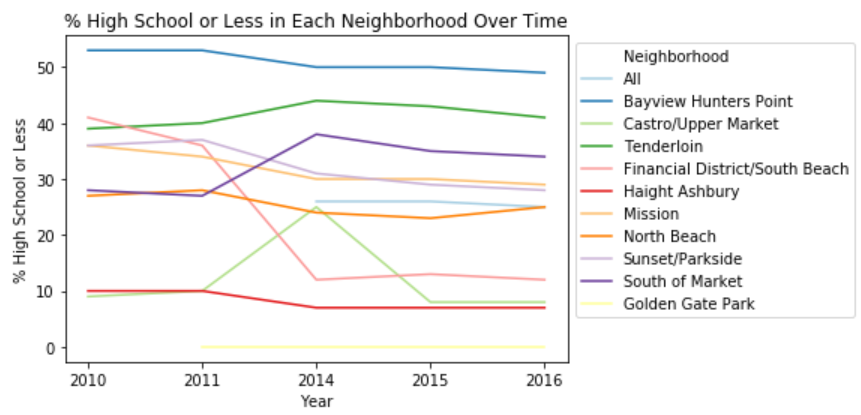 % High School or Less in Each Neighborhood Over Time
% High School or Less
50
40
30
20
10
0
2010
2011
2014
2015
2016
Year
Neighborhood
All
Bayview Hunters Point
Castro/Upper Market
Tenderloin
Financial District/South Beach
Haight Ashbury
Mission
North Beach
Sunset/Parkside
South of Market
Golden Gate Park